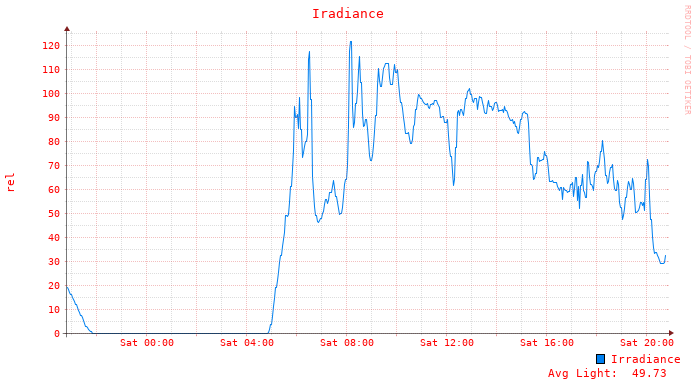 Irradiance
RRDTOOL / TOBI OETIKER
rel
120
110
100
90
80
70
60
50
40
30
20
10
0
Sat 00:00 Sat 04:00 Sat 08:00 Sat 12:00 Sat 16:00 Sat 20:00
Irradiance
Avg Light: 49.73